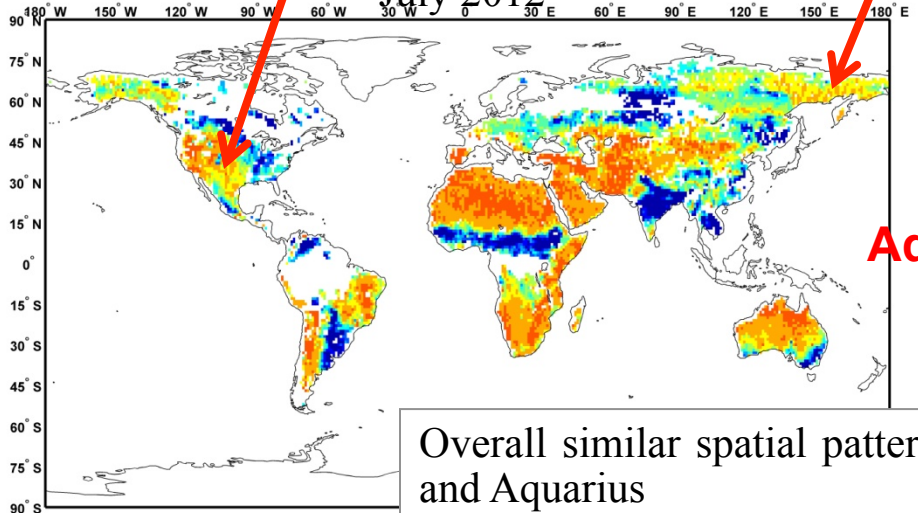 July 2012
180° W 150° W 120° W 90° W 60° W 30° W 0° 30° E 60° E 90° E 120° E 150° E 180° E
90° N
75° N
60° N
45° N
30° N
15° N
0°
15° S
30° S
45° S
60° S
75° S
90° S
Overall similar spatial
and Aquarius